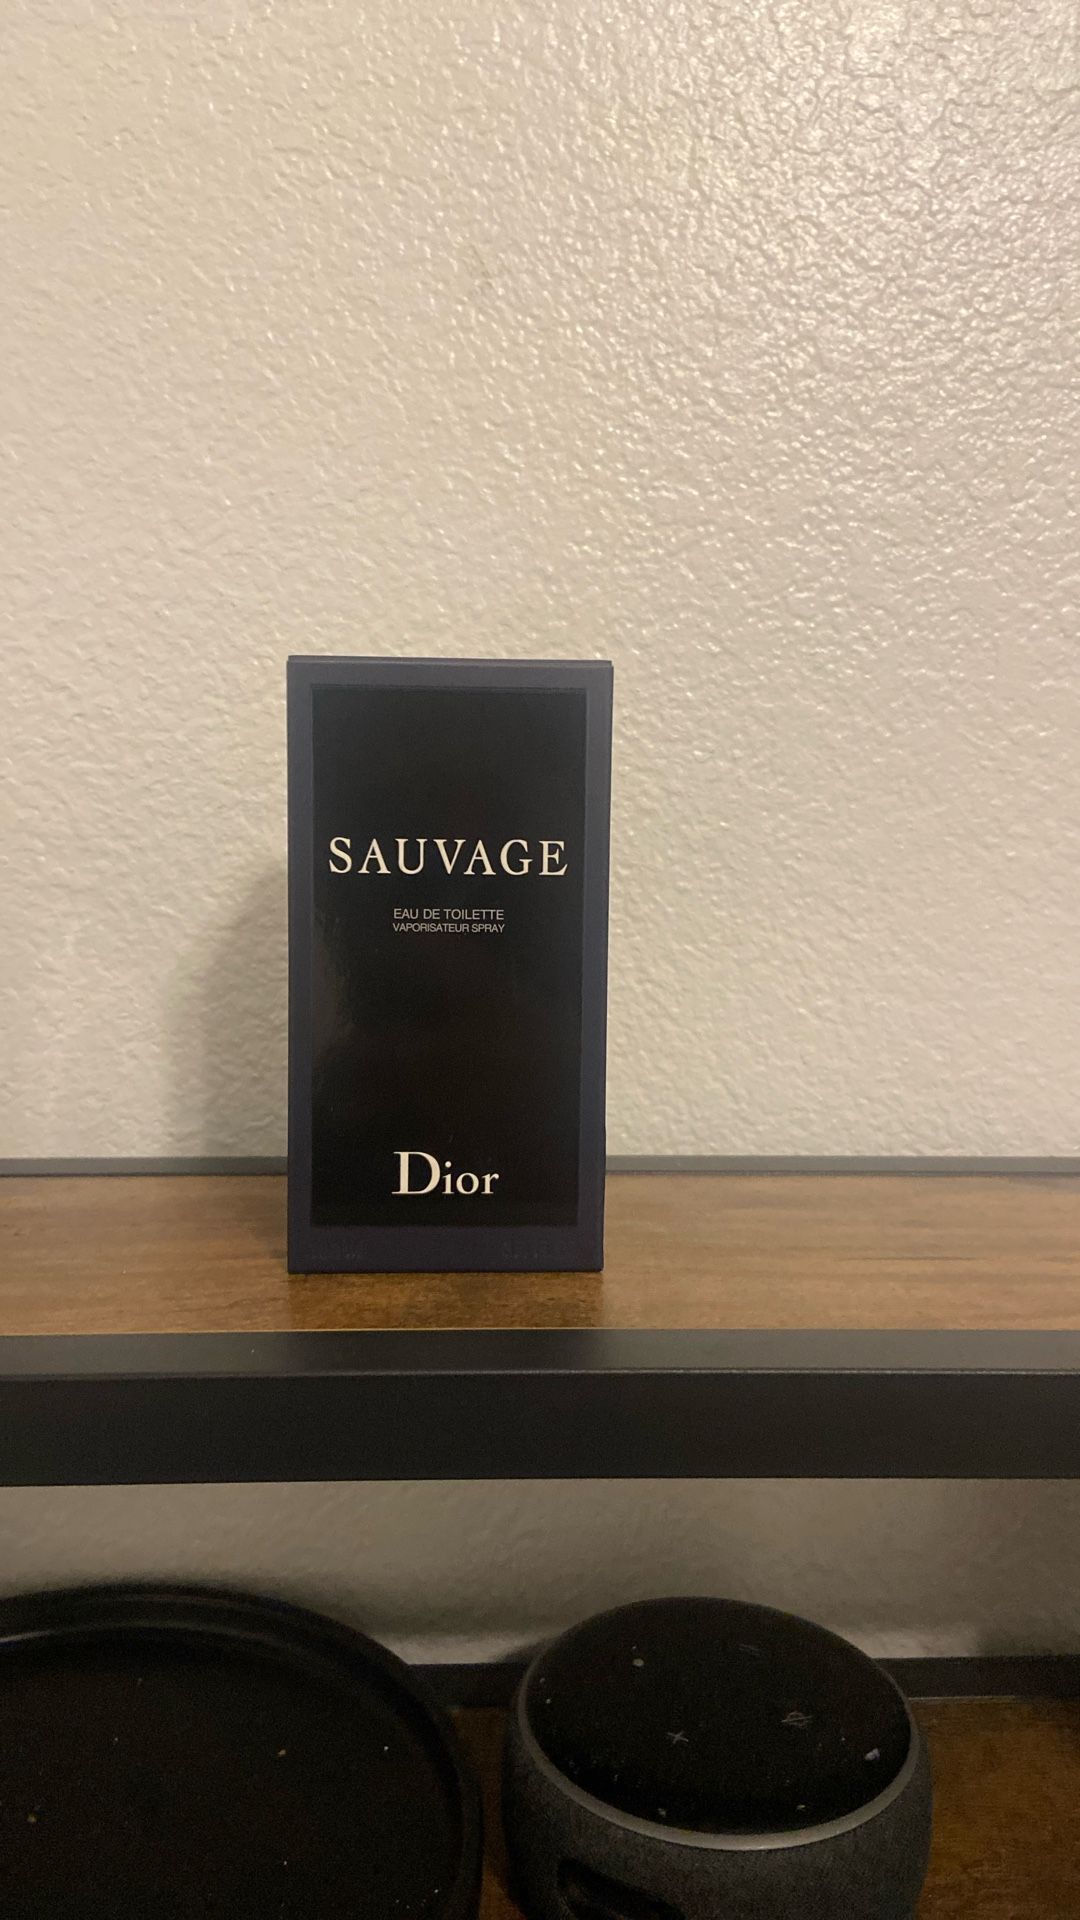 SAUVAGE
EAU DE TOILETTE
VAPORISATEUR SPRAY
Dior